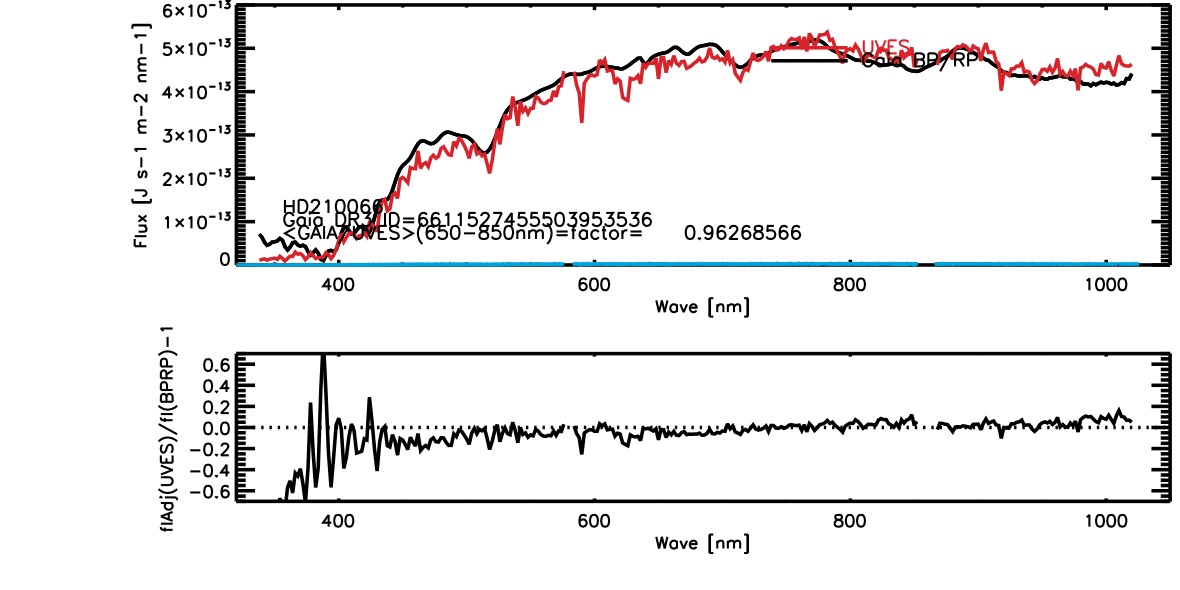 6×10−13
5×10−13
4×10−13
3×10−13
2×10−13
1×10−13
0
Flux [J s−1 m−2 nm−1]
UVES
Gaia BP/RP
HD210066
Gaia DR3 ID=6611527455503953536
<GAIA/UVES>(650−850nm)=factor= 0.96268566
400 600 800 1000
Wave [nm]
flAdj(UVES)/fl(BPRP)−1
0.6
0.4
0.2
0.0
−0.2
−0.4
−0.6
400 600 800 1000
Wave [nm]